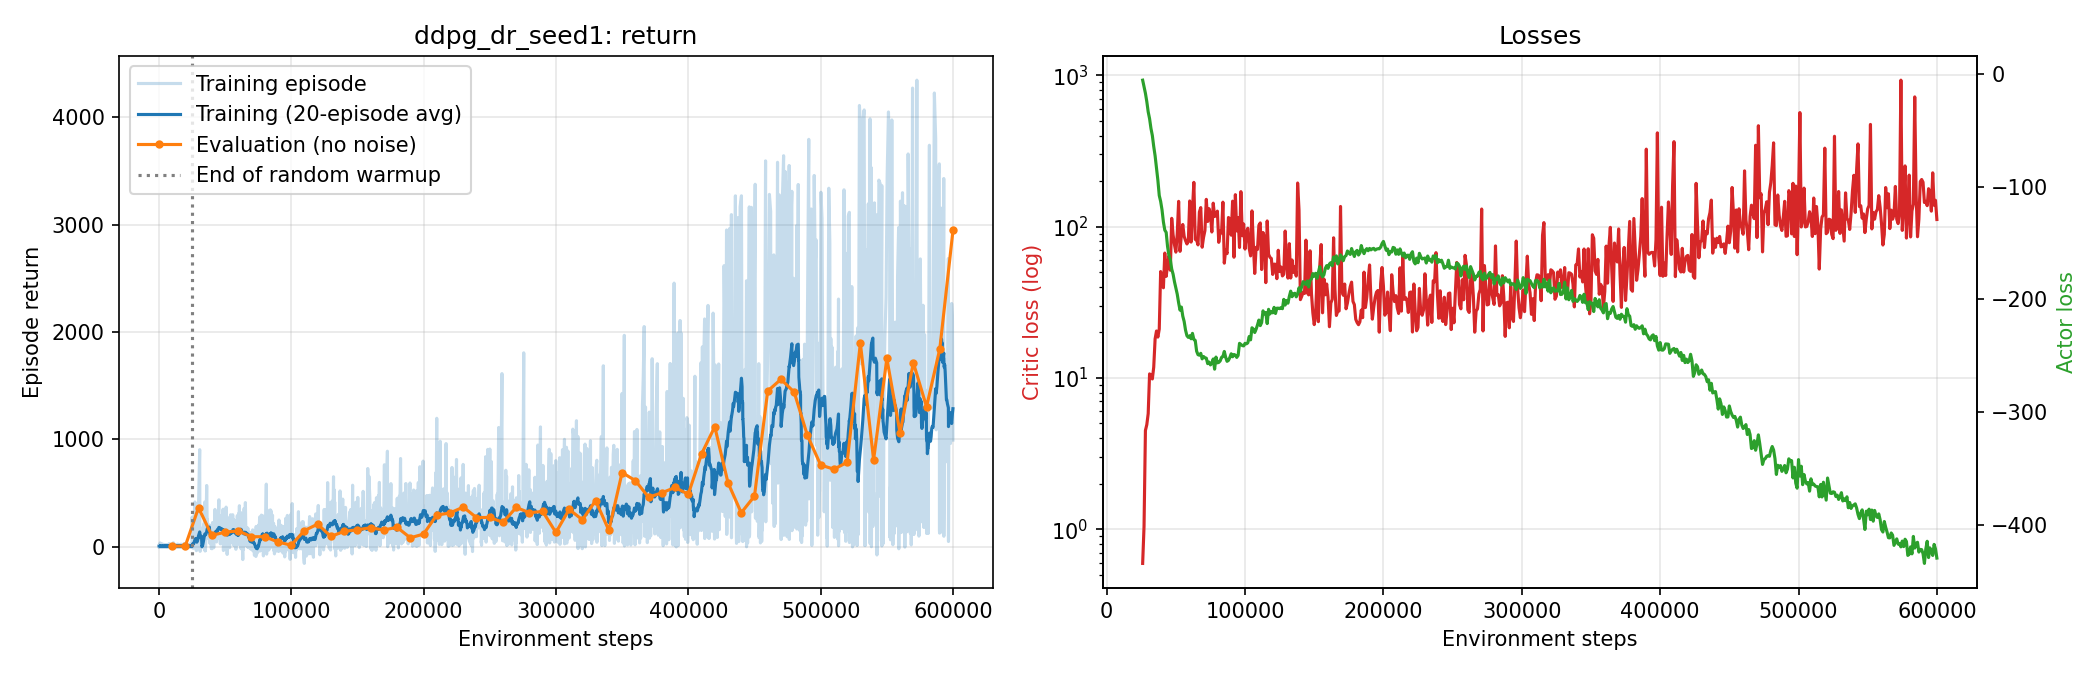 ddpg_dr_seed1: return
Training episode
Training (20-episode avg)
Evaluation (no noise)
End of random warmup
Episode return
4000
3000
2000
1000
0
0
100000
200000
300000
400000
500000
600000
Environment steps
Losses
Critic loss (log)
10³
10²
10¹
10⁰
0
−100
−200
−300
−400
Actor loss
0
100000
200000
300000
400000
500000
600000
Environment steps